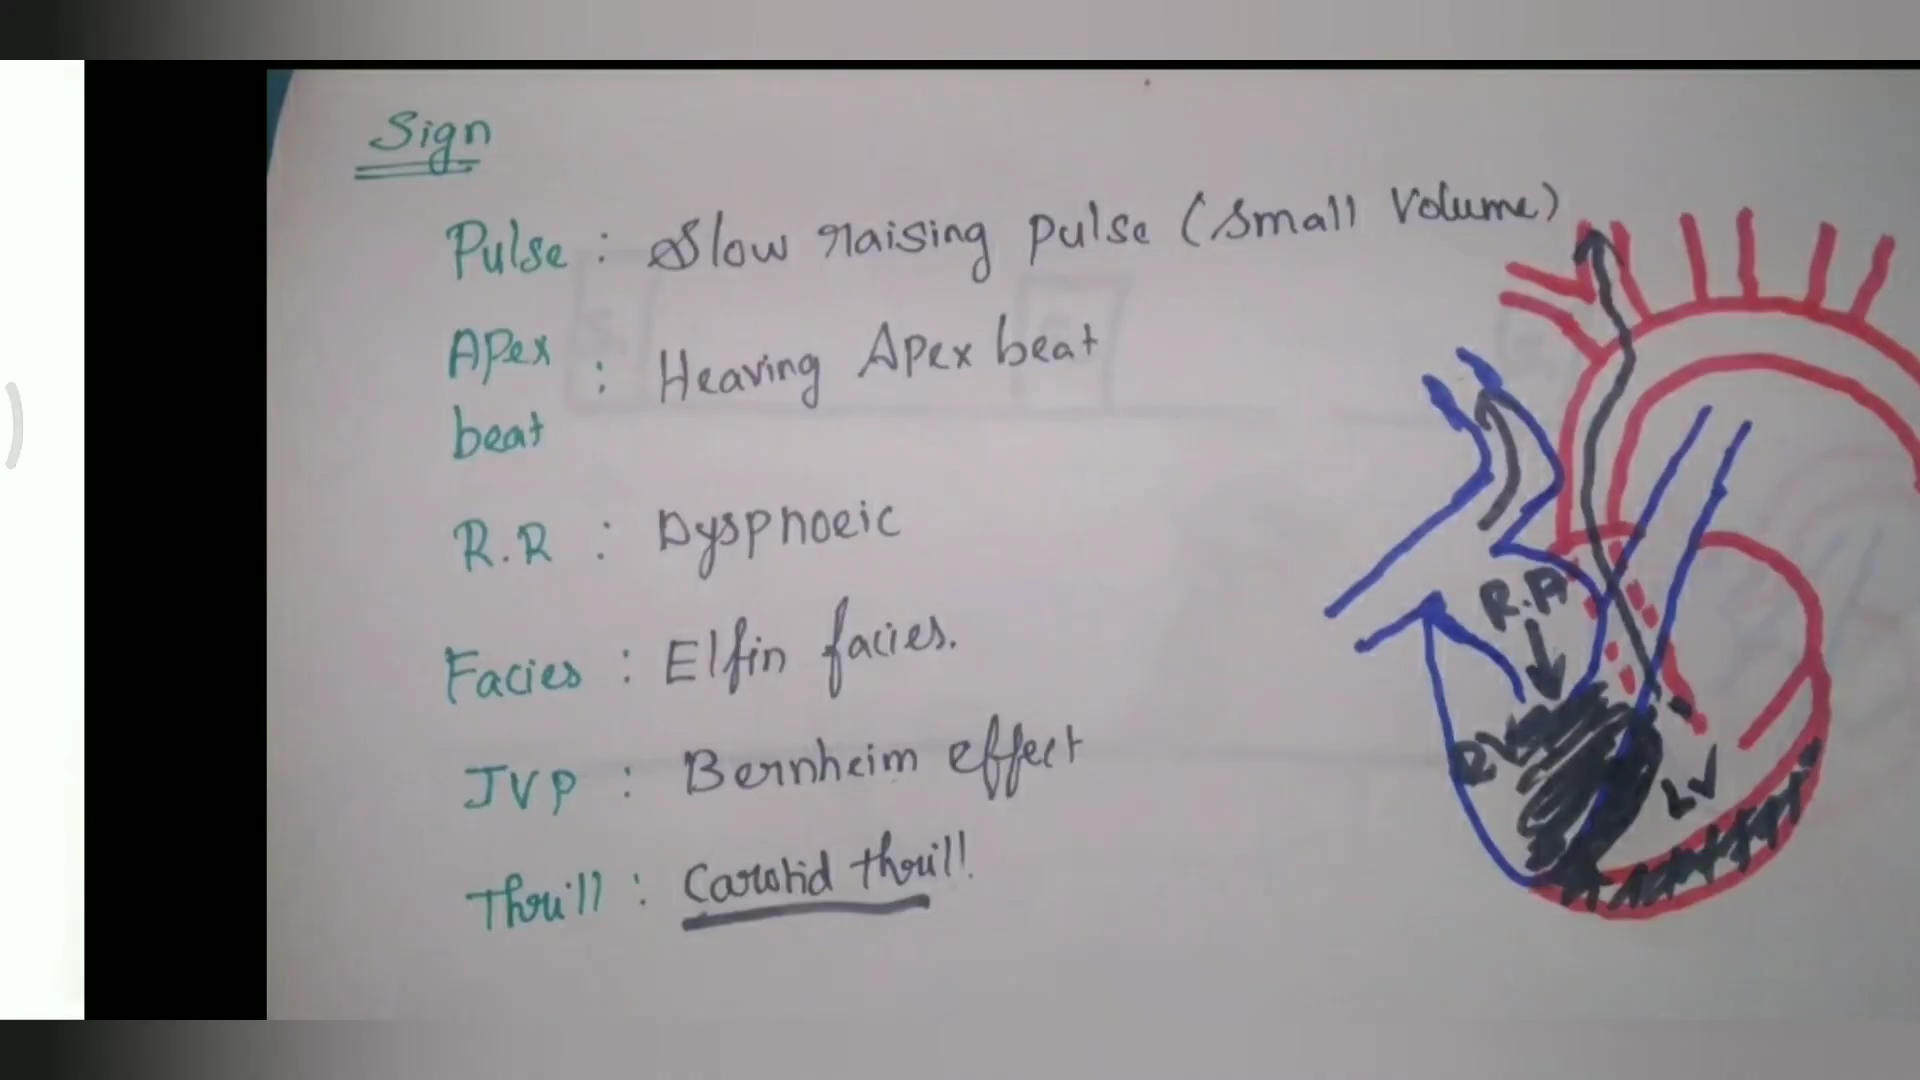 Sign
Pulse : Slow raising pulse (small volume)
Apex beat : Heaving Apex beat
R.R : Dyspnoeic
Facies : Elfin facies.
JVP : Bernheim effect
Thrill : Carotid thrill
R.A
RV
LV